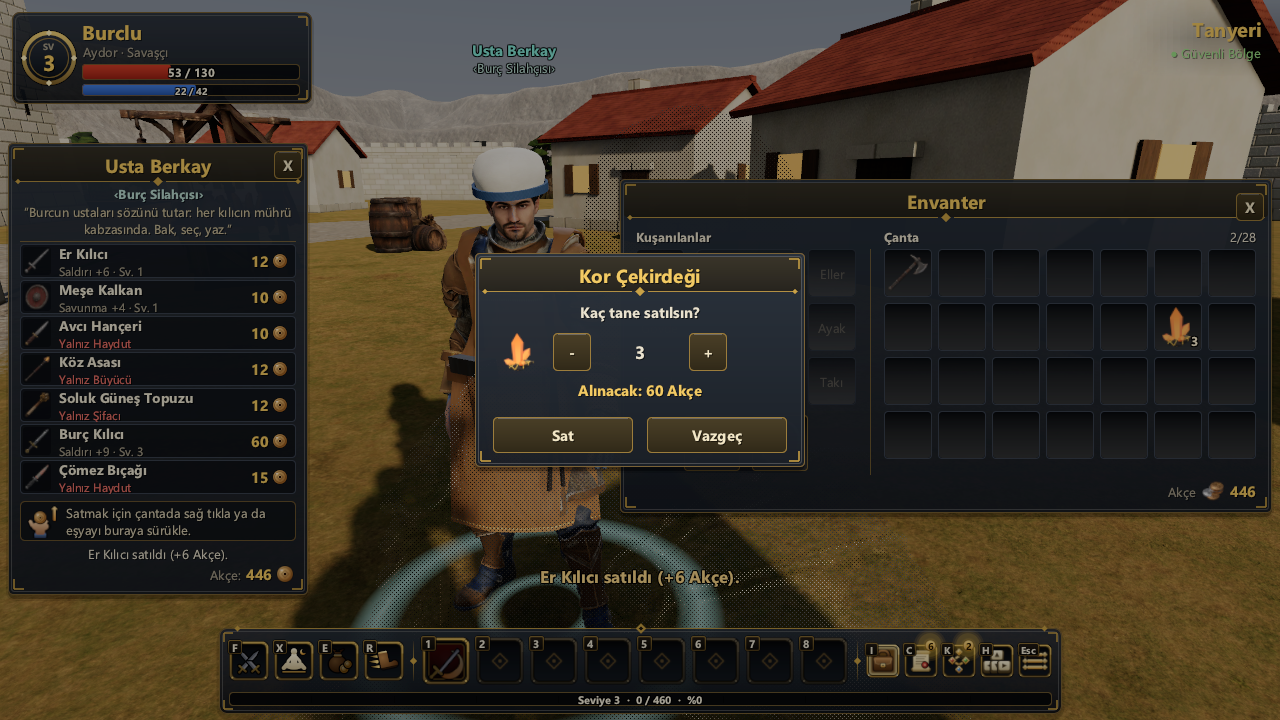 SV
3
Burclu
Aydor · Savaşçı
53 / 130
22 / 42
Usta Berkay
‹Burç Silahçısı›
Tanyeri
Güvenli Bölge
Usta Berkay
X
‹Burç Silahçısı›
“Burcun ustaları sözünü tutar: her kılıcın mührü
kabzasında. Bak, seç, yaz.”
Er Kılıcı
Saldırı +6 · Sv. 1
12
Meşe Kalkan
Savunma +4 · Sv. 1
10
Avcı Hançeri
Yalnız Haydut
10
Köz Asası
Yalnız Büyücü
12
Soluk Güneş Topuzu
Yalnız Şifacı
12
Burç Kılıcı
Saldırı +9 · Sv. 3
60
Çömez Bıçağı
Yalnız Haydut
15
Satmak için çantada sağ tıkla ya da
eşyayı buraya sürükle.
Er Kılıcı satıldı (+6 Akçe).
Akçe: 446
Envanter
X
Kuşanılanlar
Çanta
2/28
Eller
Ayak
Takı
3
Akçe
446
Kor Çekirdeği
Kaç tane satılsın?
-
3
+
Alınacak: 60 Akçe
Sat
Vazgeç
Er Kılıcı satıldı (+6 Akçe).
F
X
E
R
1
2
3
4
5
6
7
8
I
C
6
K
2
H
Esc
Seviye 3 · 0 / 460 · %0